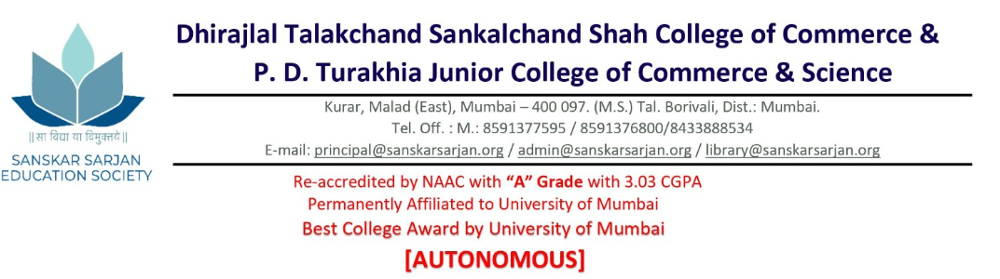 Dhirajlal Talakchand Sankalchand Shah College of Commerce &
P. D. Turakhia Junior College of Commerce & Science
Kurar, Malad (East), Mumbai – 400 097. (M.S.) Tal. Borivali, Dist.: Mumbai.
Tel. Off. : M.: 8591377595 / 8591376800/8433888534
E-mail: principal@sanskarsarjan.org / admin@sanskarsarjan.org / library@sanskarsarjan.org
||सा विद्या या विमुक्तये||
SANSKAR SARJAN
EDUCATION SOCIETY
Re-accredited by NAAC with “A” Grade with 3.03 CGPA
Permanently Affiliated to University of Mumbai
Best College Award by University of Mumbai
[AUTONOMOUS]